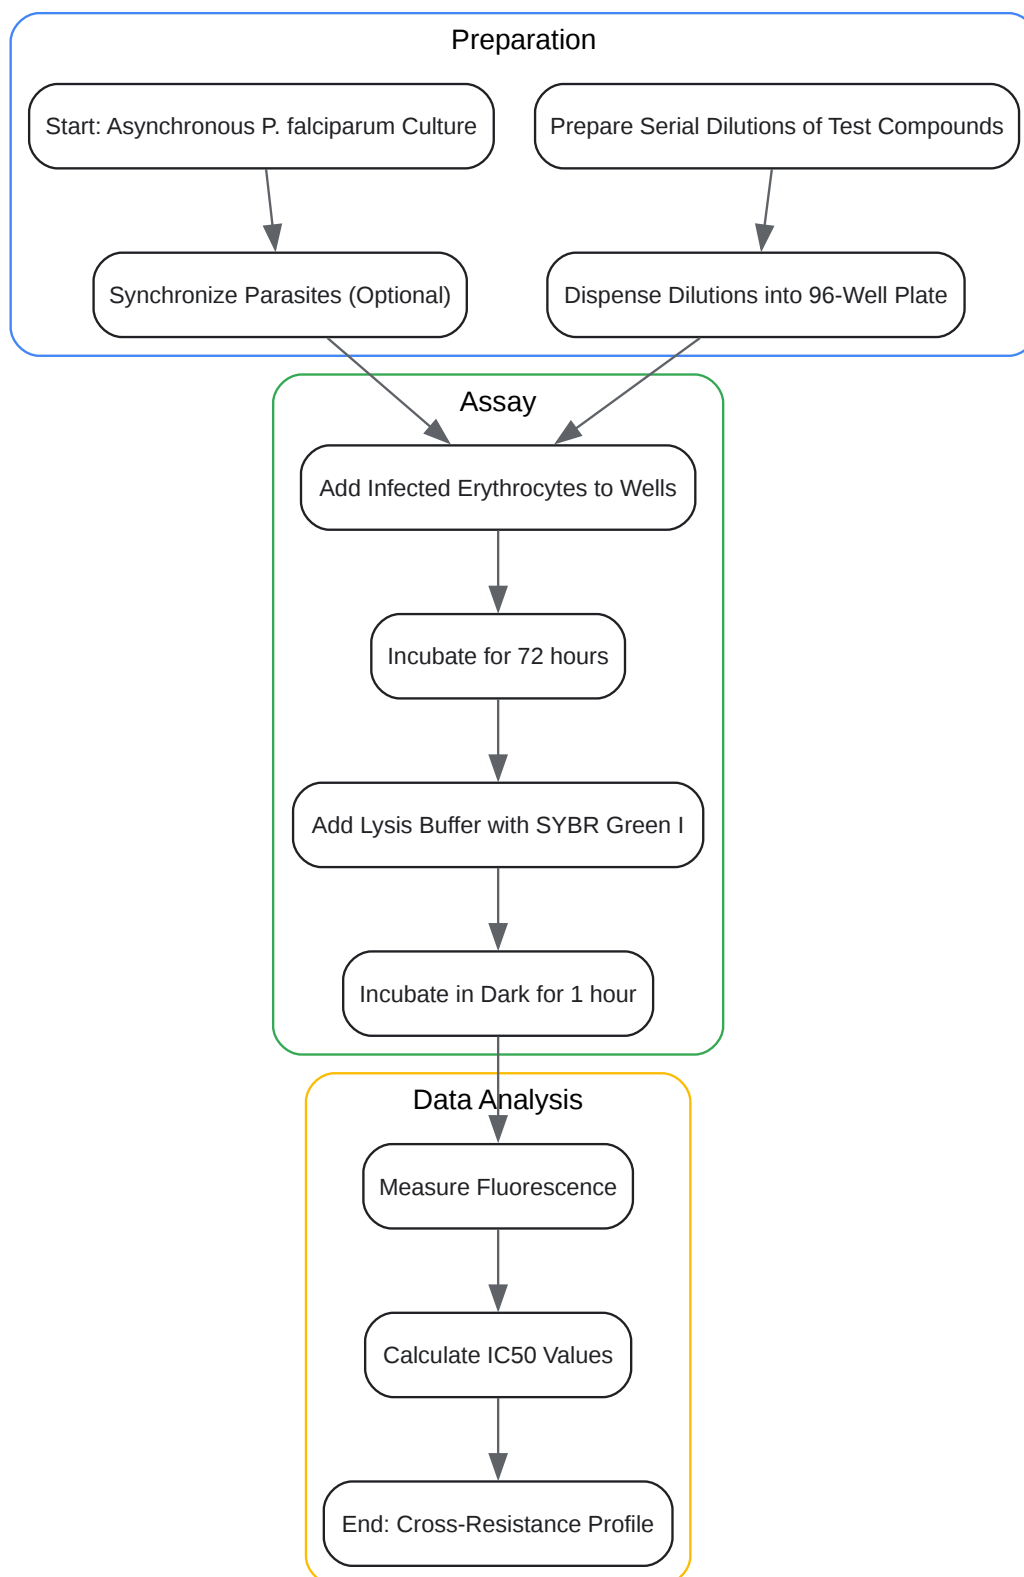 Preparation
Start: Asynchronous P. falciparum Culture
Prepare Serial Dilutions of Test Compounds
Synchronize Parasites (Optional)
Dispense Dilutions into 96-Well Plate
Assay
Add Infected Erythrocytes to Wells
Incubate for 72 hours
Add Lysis Buffer with SYBR Green I
Incubate in Dark for 1 hour
Data Analysis
Measure Fluorescence
Calculate IC50 Values
End: Cross-Resistance Profile